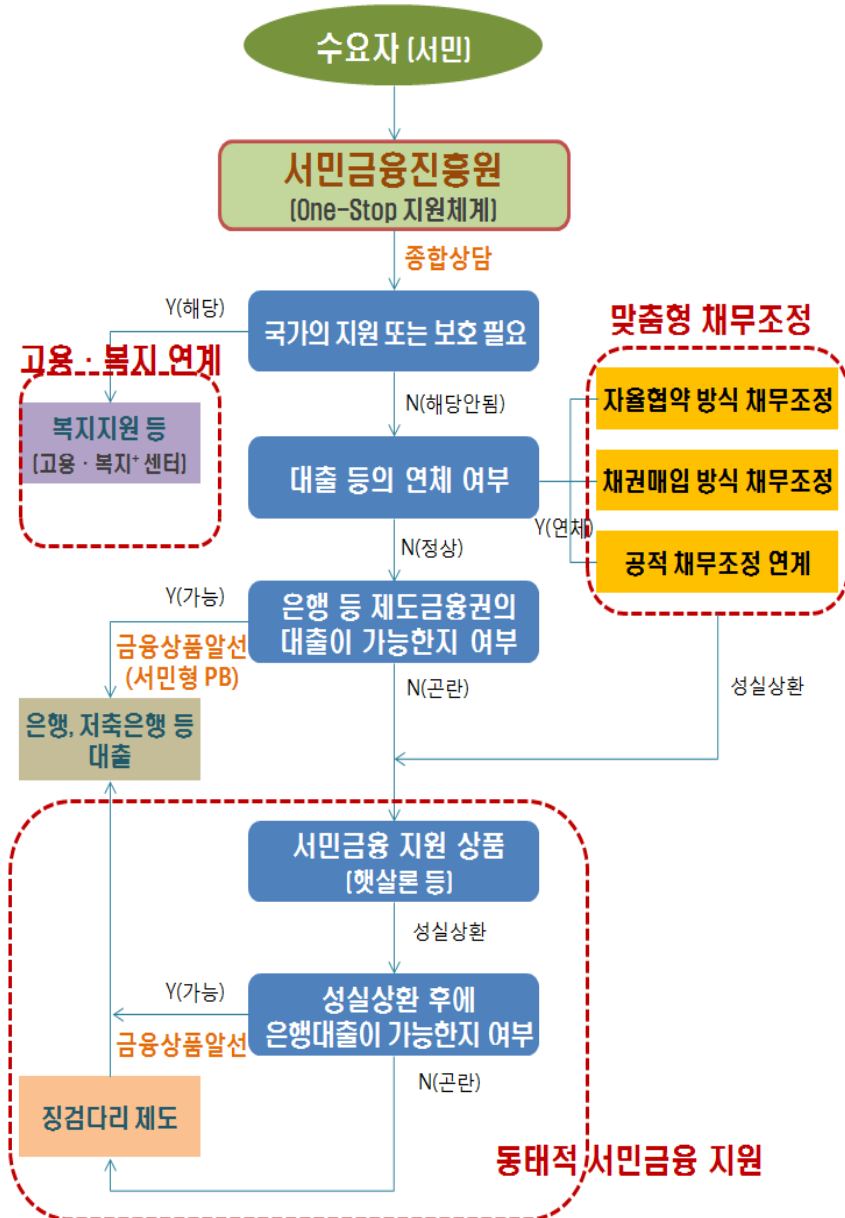 수요자 (서민)
서민금융진흥원
(One-Stop 지원체계)
종합상담
Y(해당)
국가의 지원 또는 보호 필요
맞춤형 채무조정
고용 · 복지 연계
N(해당안됨)
자율협약 방식 채무조정
복지지원 등
(고용 · 복지⁺ 센터)
대출 등의 연체 여부
채권매입 방식 채무조정
Y(연체)
N(정상)
공적 채무조정 연계
Y(가능)
은행 등 제도금융권의
대출이 가능한지 여부
금융상품알선
(서민형 PB)
N(곤란)
성실상환
은행, 저축은행 등
대출
서민금융 지원 상품
(햇살론 등)
성실상환
Y(가능)
성실상환 후에
은행대출이 가능한지 여부
금융상품알선
N(곤란)
징검다리 제도
동태적 서민금융 지원